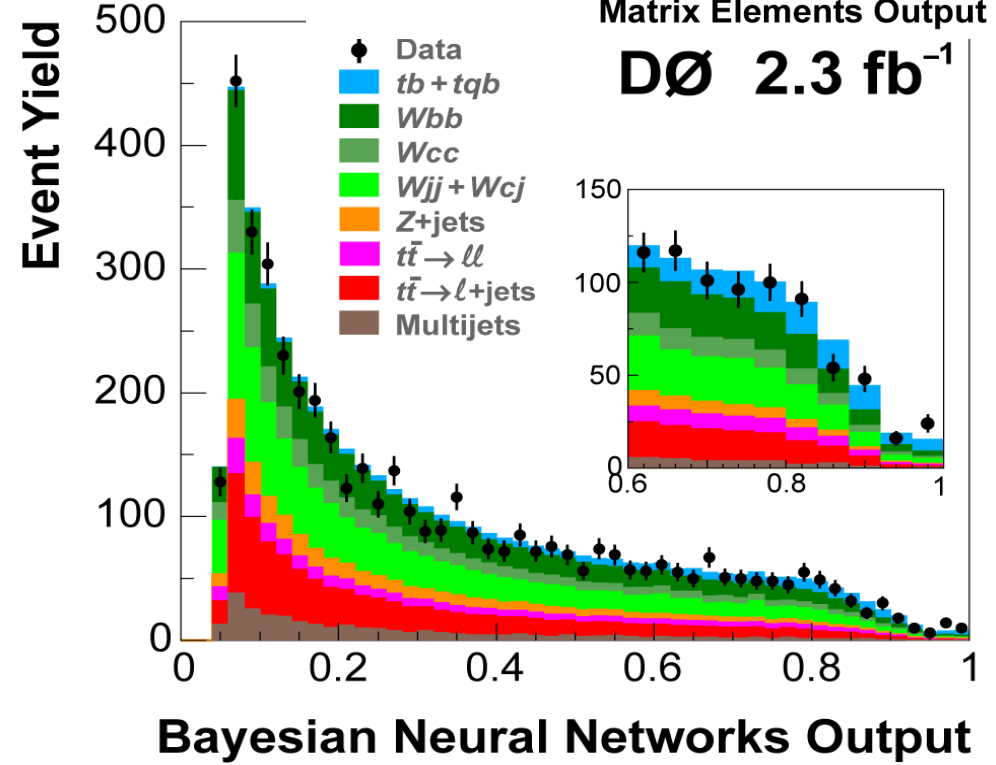 Matrix Elements Output
DØ 2.3 fb⁻¹
Event Yield
500
400
300
200
100
0
0 0.2 0.4 0.6 0.8 1
Bayesian Neural Networks Output
Data
tb + tqb
Wbb
Wcc
Wjj + Wcj
Z+jets
tt̄ → ℓℓ
tt̄→ℓ+jets
Multijets
150
100
50
0
0.6 0.8 1